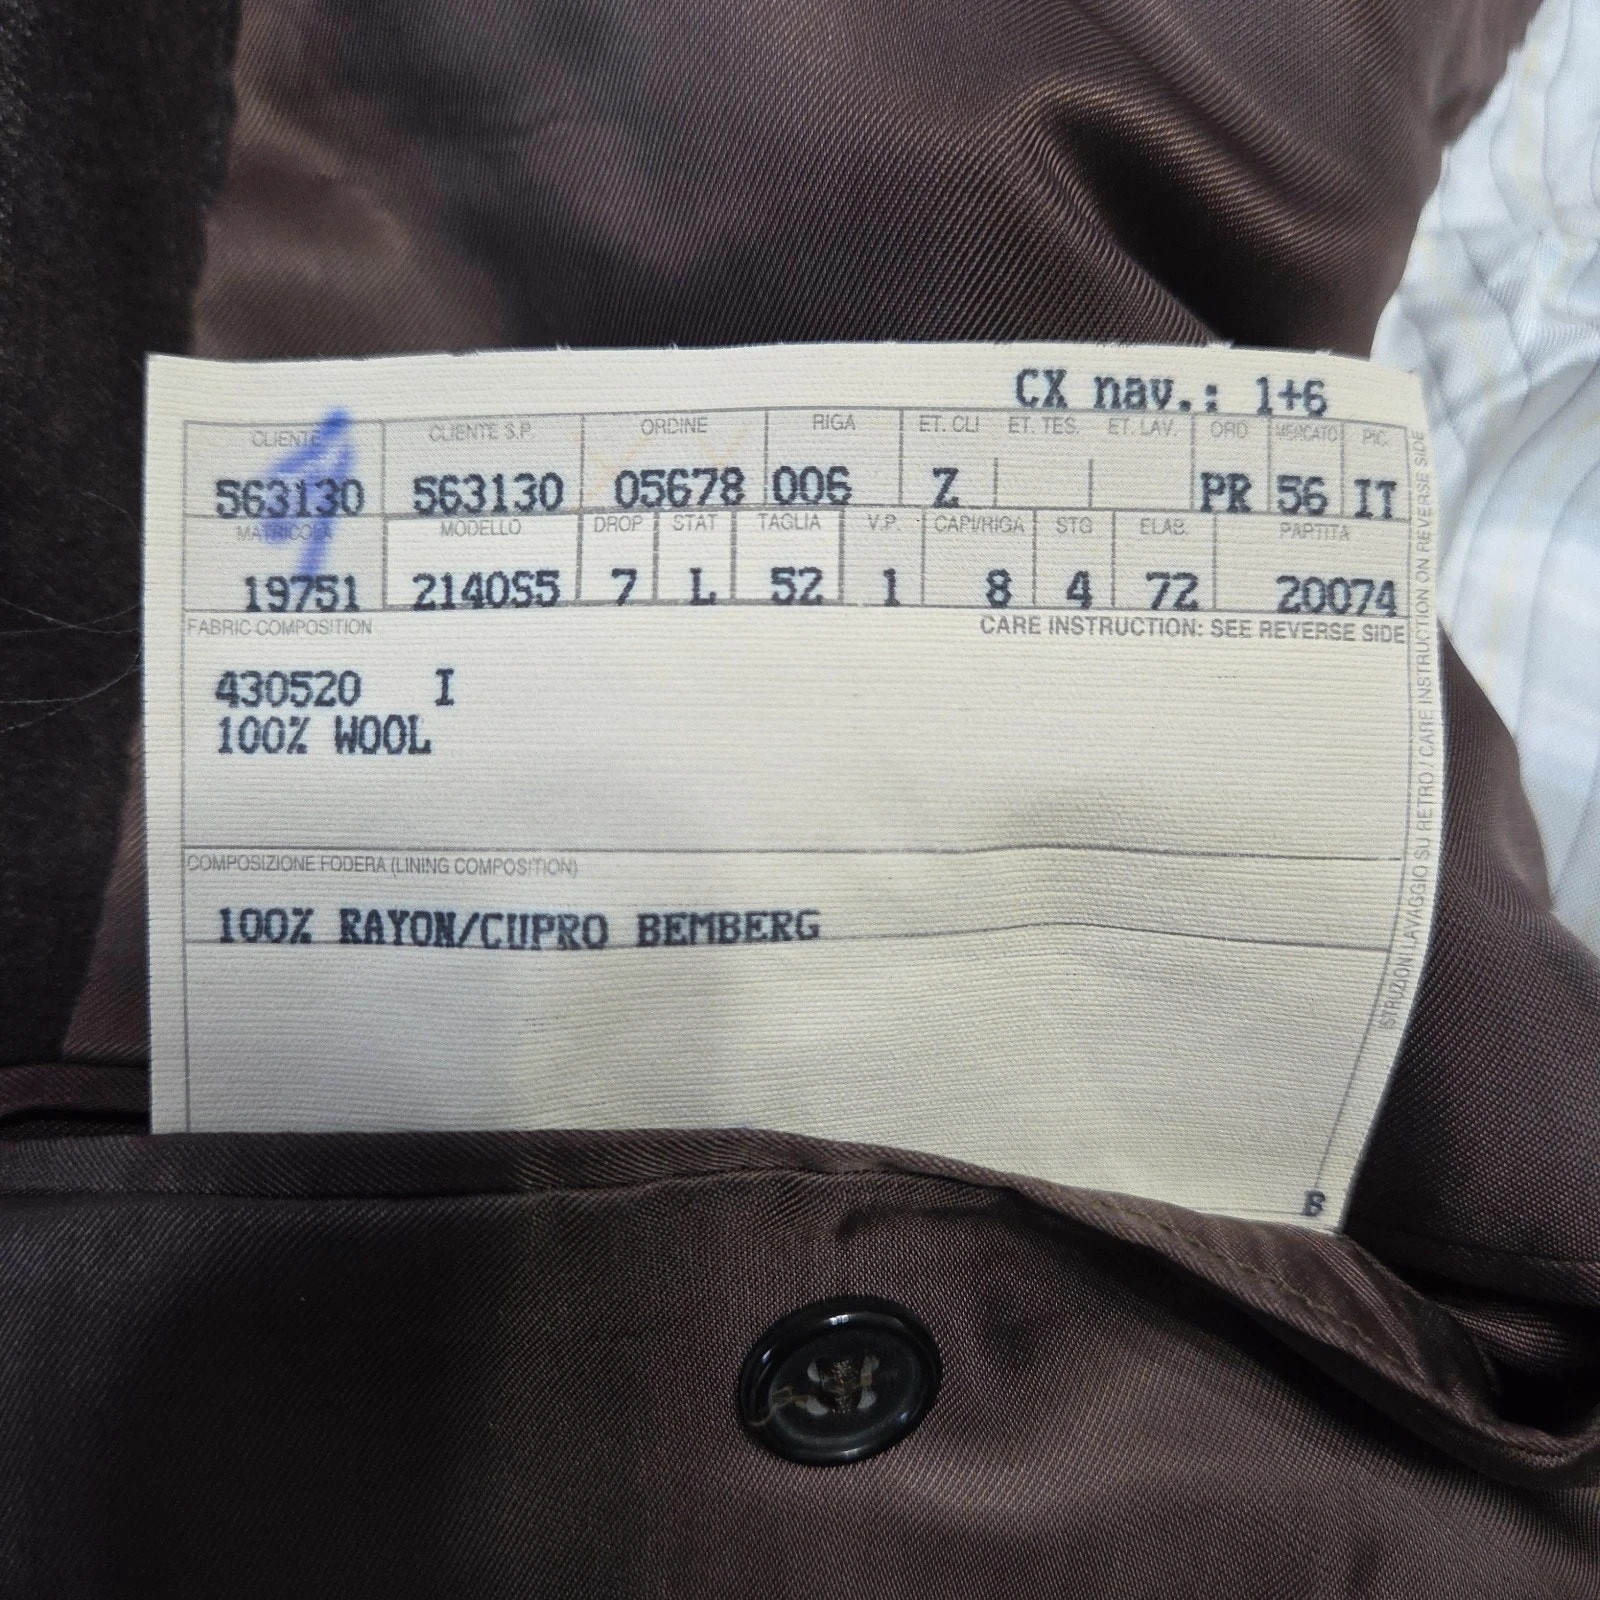 CX nav.: 1+6
CLIENTE CLIENTE S.P ORDINE RIGA ET. CLI ET. TES. ET. LAV. ORD MERCATO PIC.
563130 563130 05678 006 Z PR 56 IT
MATRICOLA MODELLO DROP STAT TAGLIA V.P. CAPI/RIGA STG ELAB. PARTITA
19751 2140S5 7 L 52 1 8 4 72 20074
FABRIC COMPOSITION CARE INSTRUCTION: SEE REVERSE SIDE
430520 I
100% WOOL
COMPOSIZIONE FODERA (LINING COMPOSITION)
100% RAYON/CUPRO BEMBERG
B
ISTRUZIONI LAVAGGIO SU RETRO / CARE INSTRUCTION ON REVERSE SIDE
1